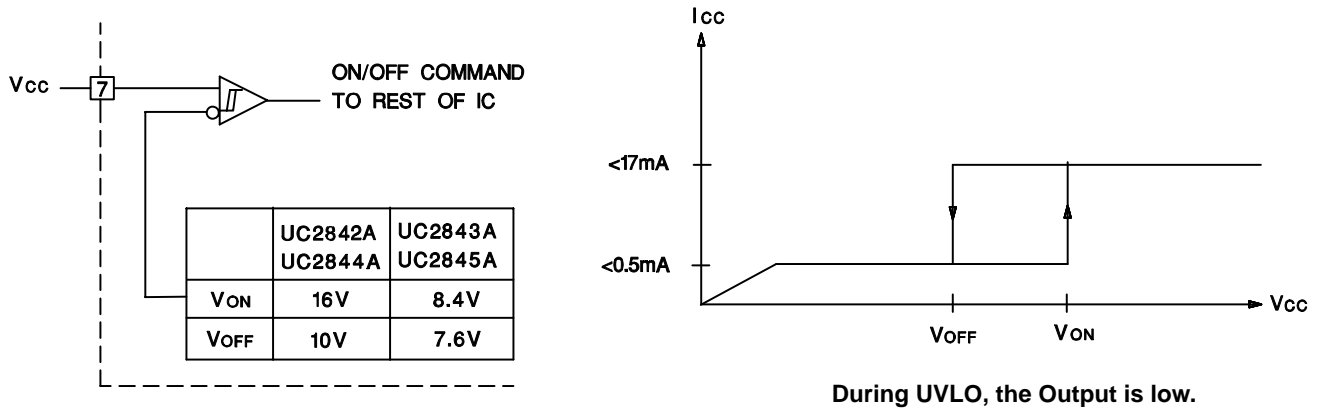 Vcc
7
ON/OFF COMMAND
TO REST OF IC
UC2842A UC2843A
UC2844A UC2845A
VON 16V 8.4V
VOFF 10V 7.6V
Icc
<17mA
<0.5mA
Vcc
VOFF VON
During UVLO, the Output is low.